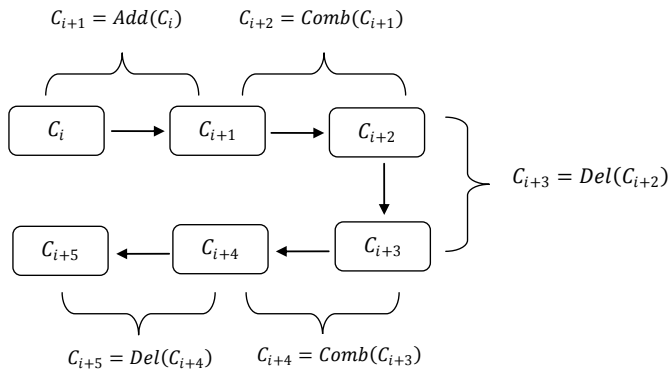 C_{i+1} = Add(C_i)
C_{i+2} = Comb(C_{i+1})
C_i
C_{i+1}
C_{i+2}
C_{i+3} = Del(C_{i+2})
C_{i+5}
C_{i+4}
C_{i+3}
C_{i+5} = Del(C_{i+4})
C_{i+4} = Comb(C_{i+3})